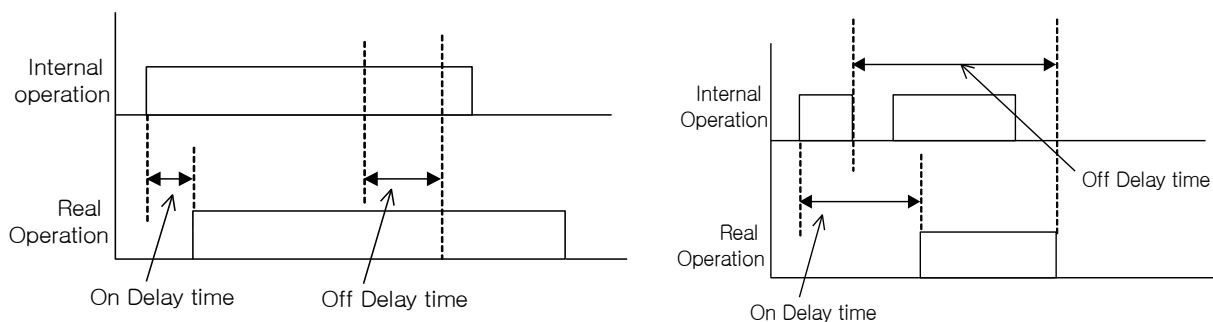 Internal
operation
Real
Operation
On Delay time
Off Delay time
Internal
Operation
Off Delay time
Real
Operation
On Delay time